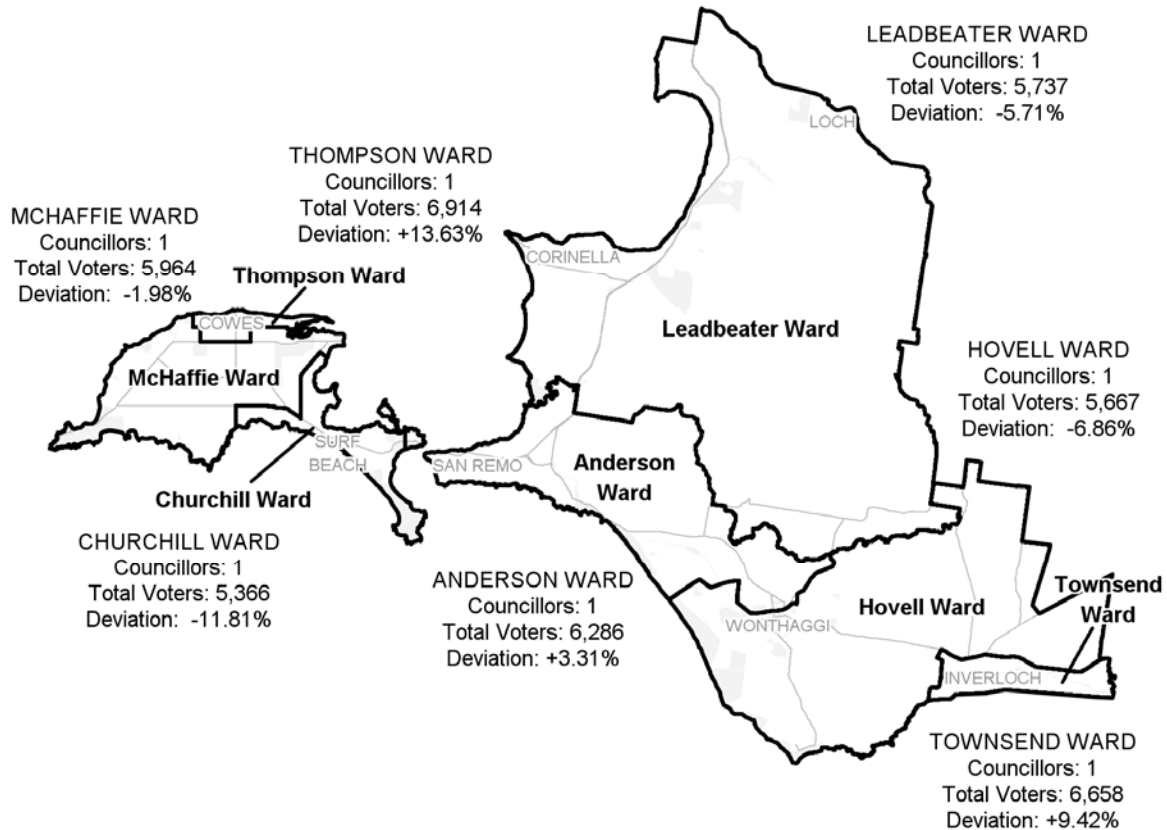 LEADBEATER WARD
Councillors: 1
Total Voters: 5,737
Deviation: -5.71%
LOCH
THOMPSON WARD
Councillors: 1
Total Voters: 6,914
Deviation: +13.63%
MCHAFFIE WARD
Councillors: 1
Total Voters: 5,964
Deviation: -1.98%
Thompson Ward
CORINELLA
COWES
Leadbeater Ward
McHaffie Ward
HOVELL WARD
Councillors: 1
Total Voters: 5,667
Deviation: -6.86%
SURF
BEACH
SAN REMO
Anderson
Ward
Churchill Ward
CHURCHILL WARD
Councillors: 1
Total Voters: 5,366
Deviation: -11.81%
ANDERSON WARD
Councillors: 1
Total Voters: 6,286
Deviation: +3.31%
Townsend
Ward
Hovell Ward
WONTHAGGI
INVERLOCH
TOWNSEND WARD
Councillors: 1
Total Voters: 6,658
Deviation: +9.42%